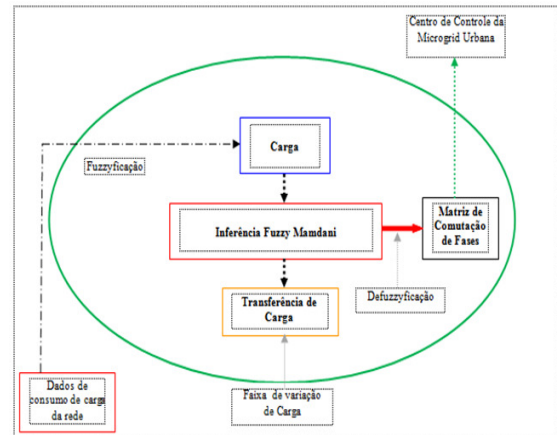 Centro de Controle da
Microgrid Urbana
Fuzzyficação
Carga
Inferência Fuzzy Mamdani
Matriz de
Comutação
de Fases
Transferência de
Carga
Defuzzyficação
Dados de
consumo de carga
da rede
Faixa de variação
de Carga